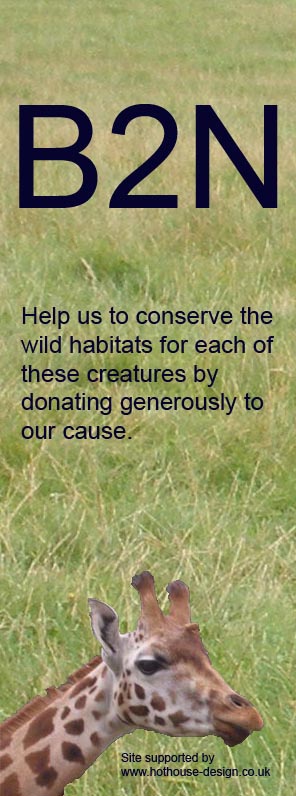 B2N
Help us to conserve the
wild habitats for each of
these creatures by
donating generously to
our cause.
Site supported by
www.hothouse-design.co.uk